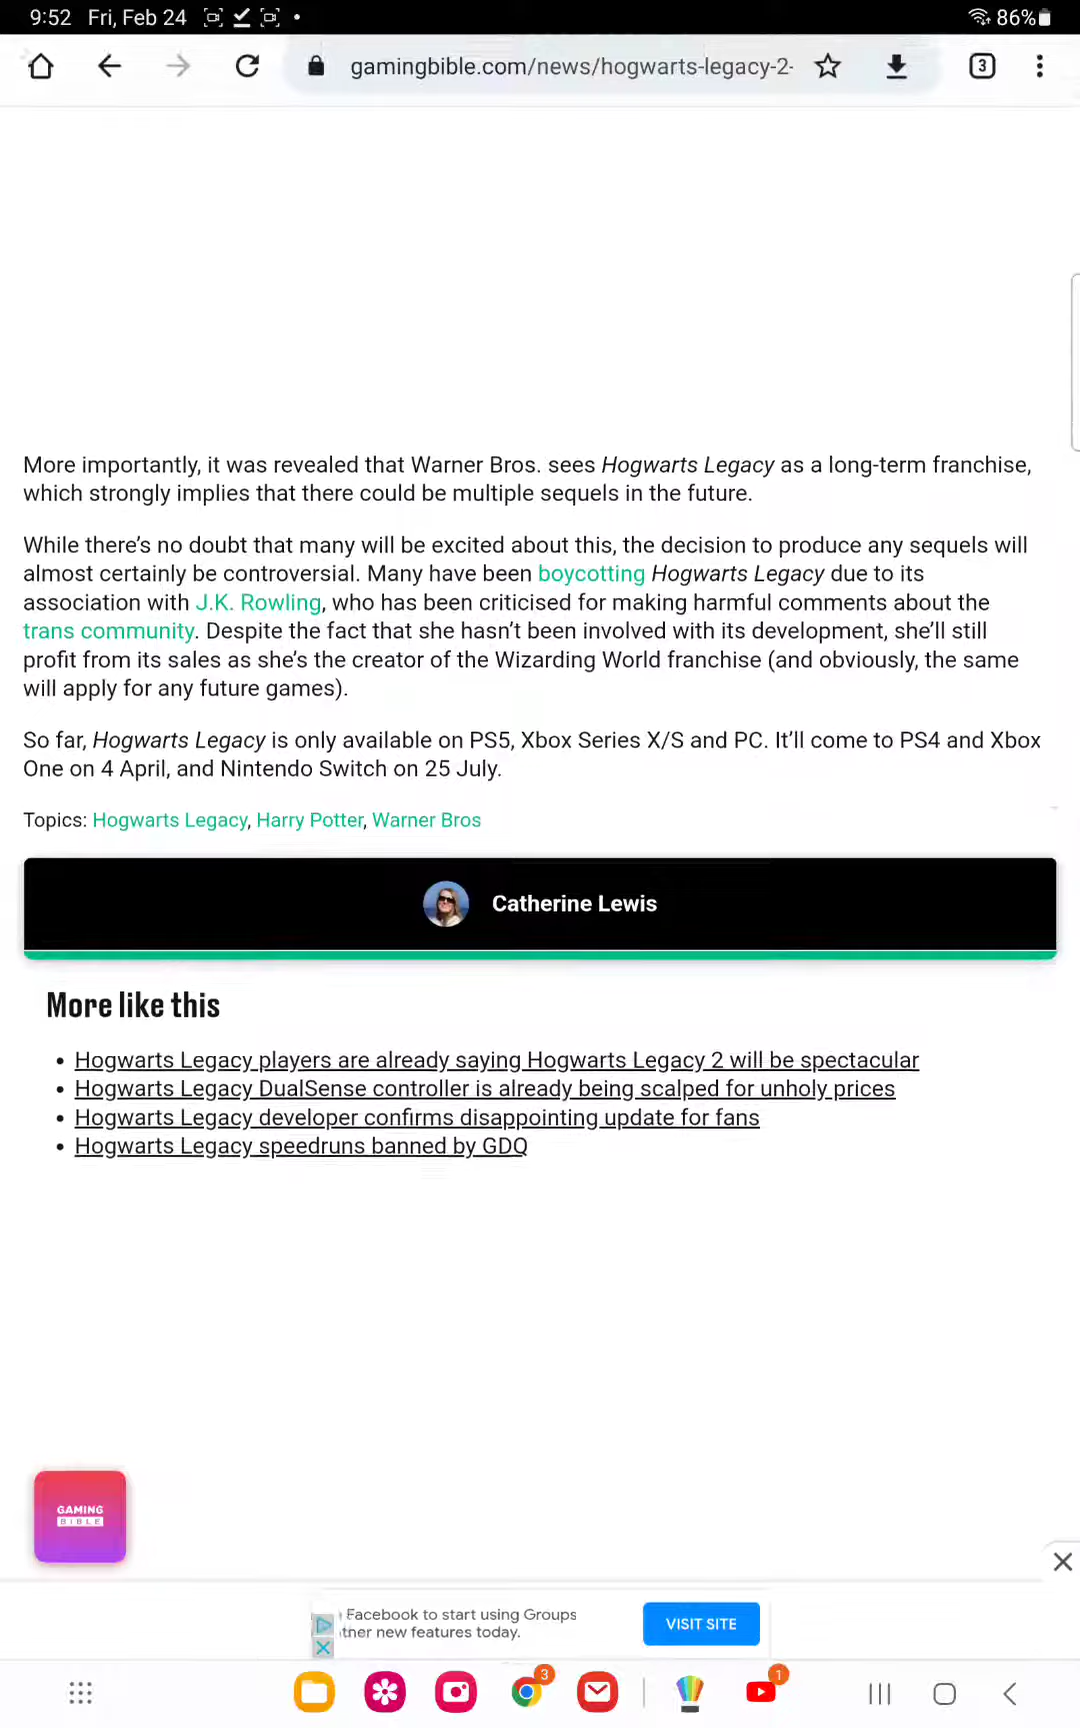 9:52 Fri, Feb 24
86%
gamingbible.com/news/hogwarts-legacy-2-
3
More importantly, it was revealed that Warner Bros. sees Hogwarts Legacy as a long-term franchise,
which strongly implies that there could be multiple sequels in the future.
While there’s no doubt that many will be excited about this, the decision to produce any sequels will
almost certainly be controversial. Many have been boycotting Hogwarts Legacy due to its
association with J.K. Rowling, who has been criticised for making harmful comments about the
trans community. Despite the fact that she hasn’t been involved with its development, she’ll still
profit from its sales as she’s the creator of the Wizarding World franchise (and obviously, the same
will apply for any future games).
So far, Hogwarts Legacy is only available on PS5, Xbox Series X/S and PC. It’ll come to PS4 and Xbox
One on 4 April, and Nintendo Switch on 25 July.
Topics: Hogwarts Legacy, Harry Potter, Warner Bros
Catherine Lewis
More like this
• Hogwarts Legacy players are already saying Hogwarts Legacy 2 will be spectacular
• Hogwarts Legacy DualSense controller is already being scalped for unholy prices
• Hogwarts Legacy developer confirms disappointing update for fans
• Hogwarts Legacy speedruns banned by GDQ
GAMING
BIBLE
Facebook to start using Groups
new features today.
VISIT SITE
3
1